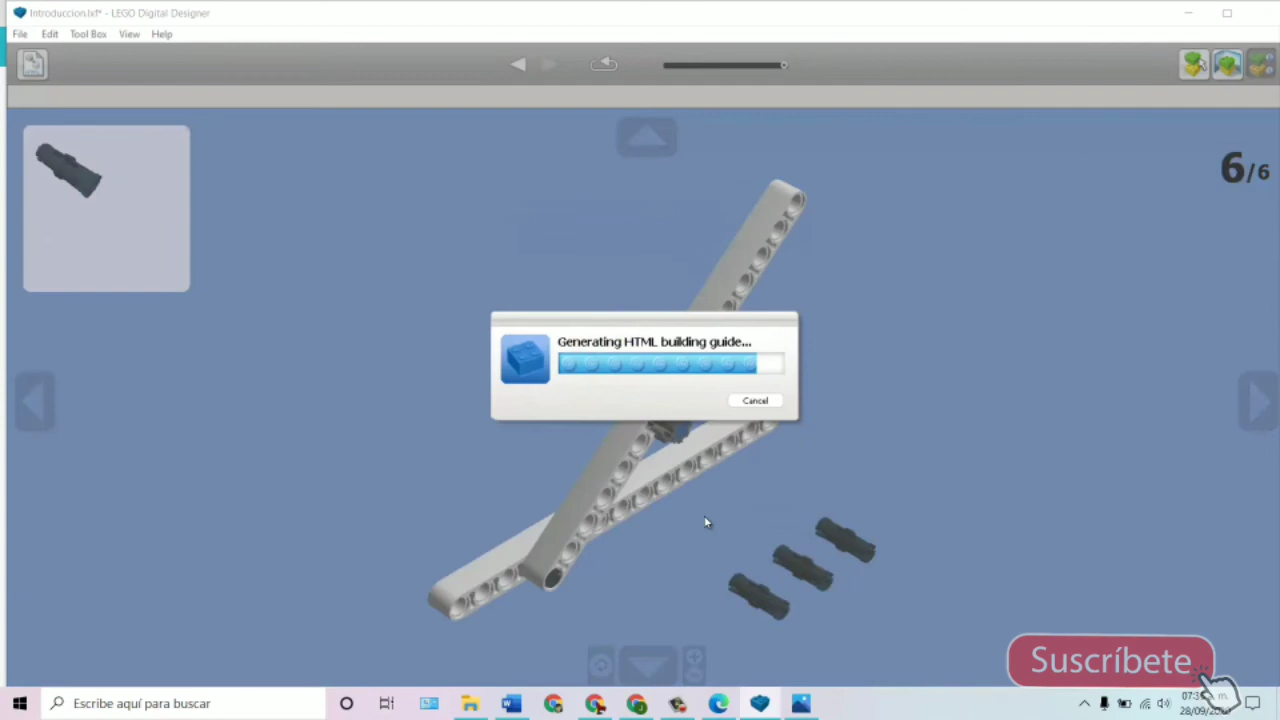 Introduccion.lxf* - LEGO Digital Designer
File Edit Tool Box View Help
6/6
Generating HTML building guide...
Cancel
Suscríbete
Escribe aquí para buscar